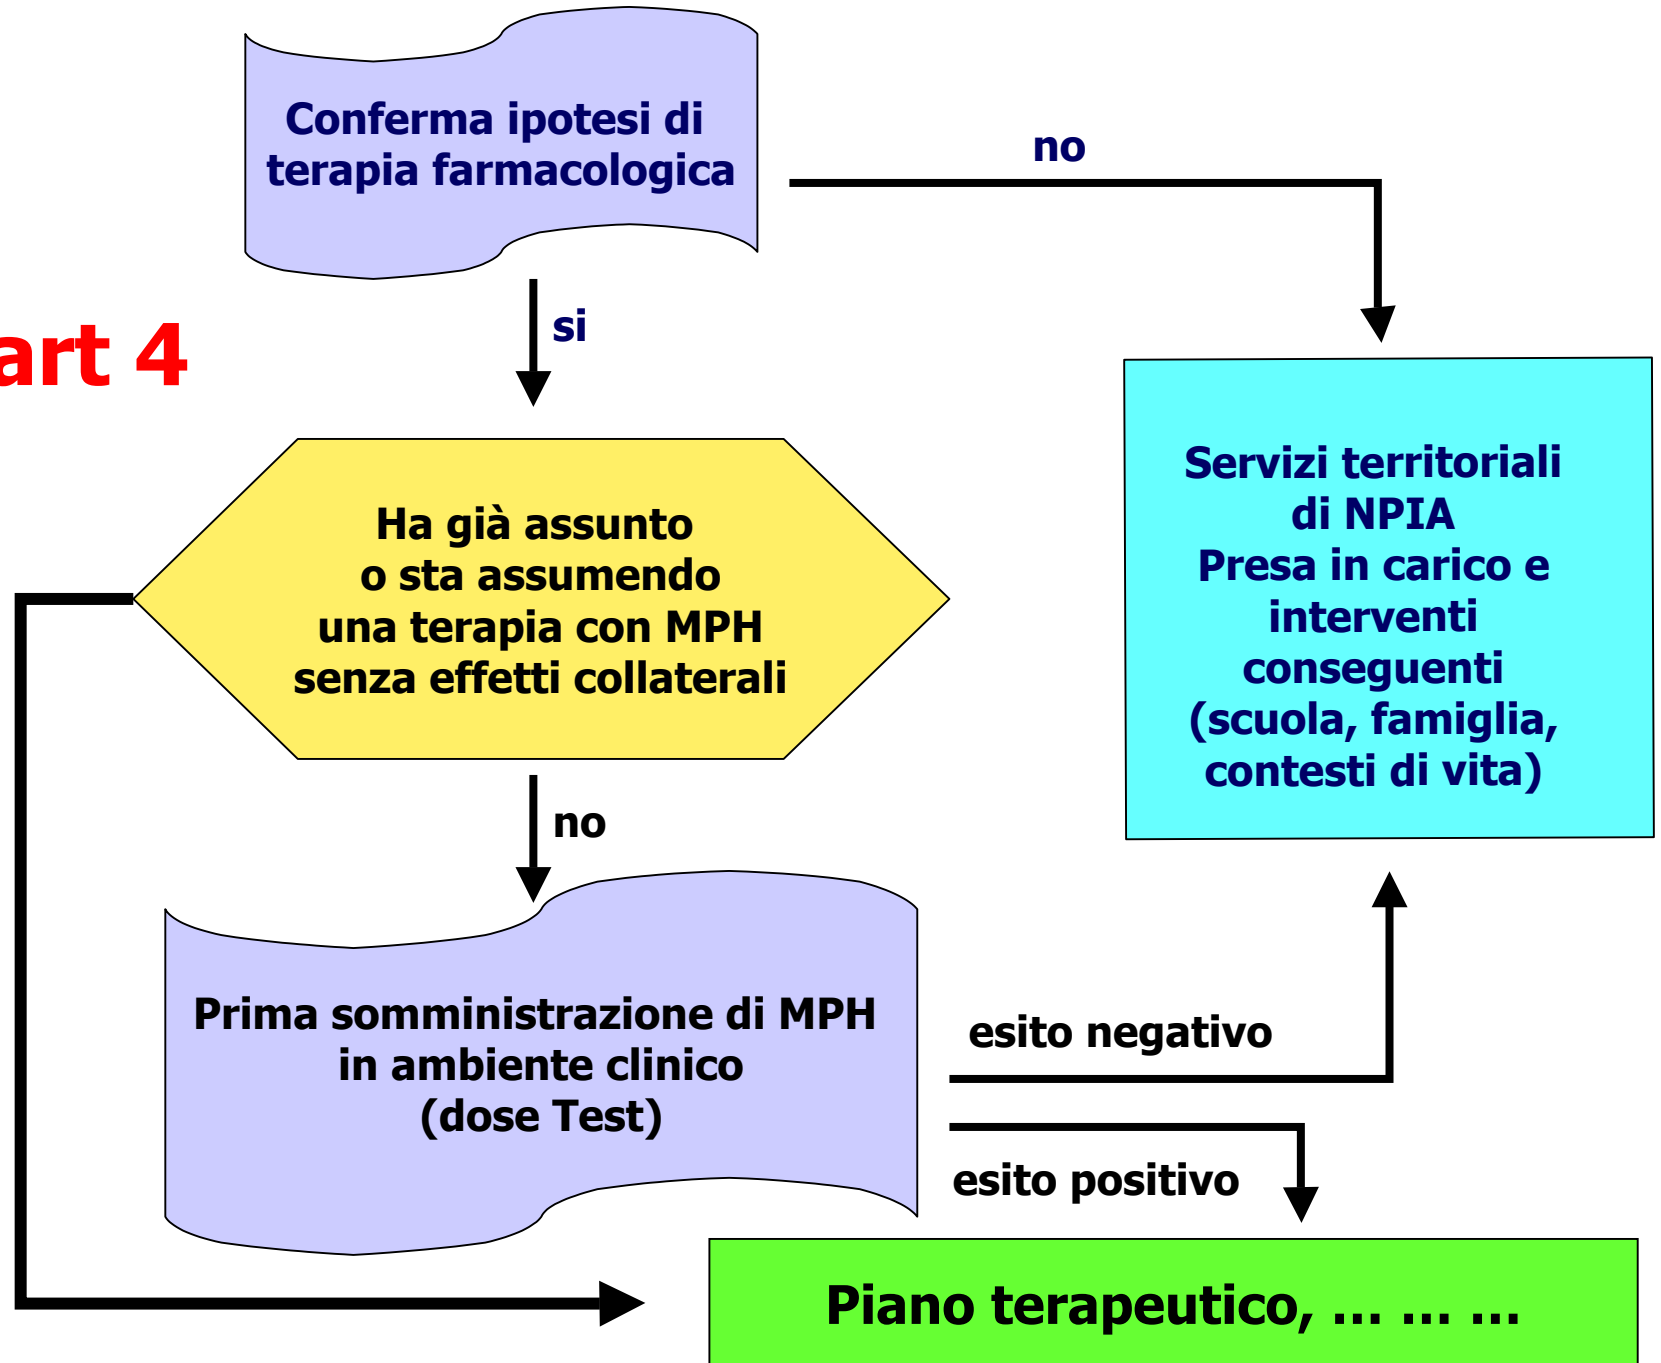 Conferma ipotesi di
terapia farmacologica
no
si
art 4
Ha già assunto
o sta assumendo
una terapia con MPH
senza effetti collaterali
Servizi territoriali
di NPIA
Presa in carico e
interventi
conseguenti
(scuola, famiglia,
contesti di vita)
no
Prima somministrazione di MPH
in ambiente clinico
(dose Test)
esito negativo
esito positivo
Piano terapeutico, ... ... ...